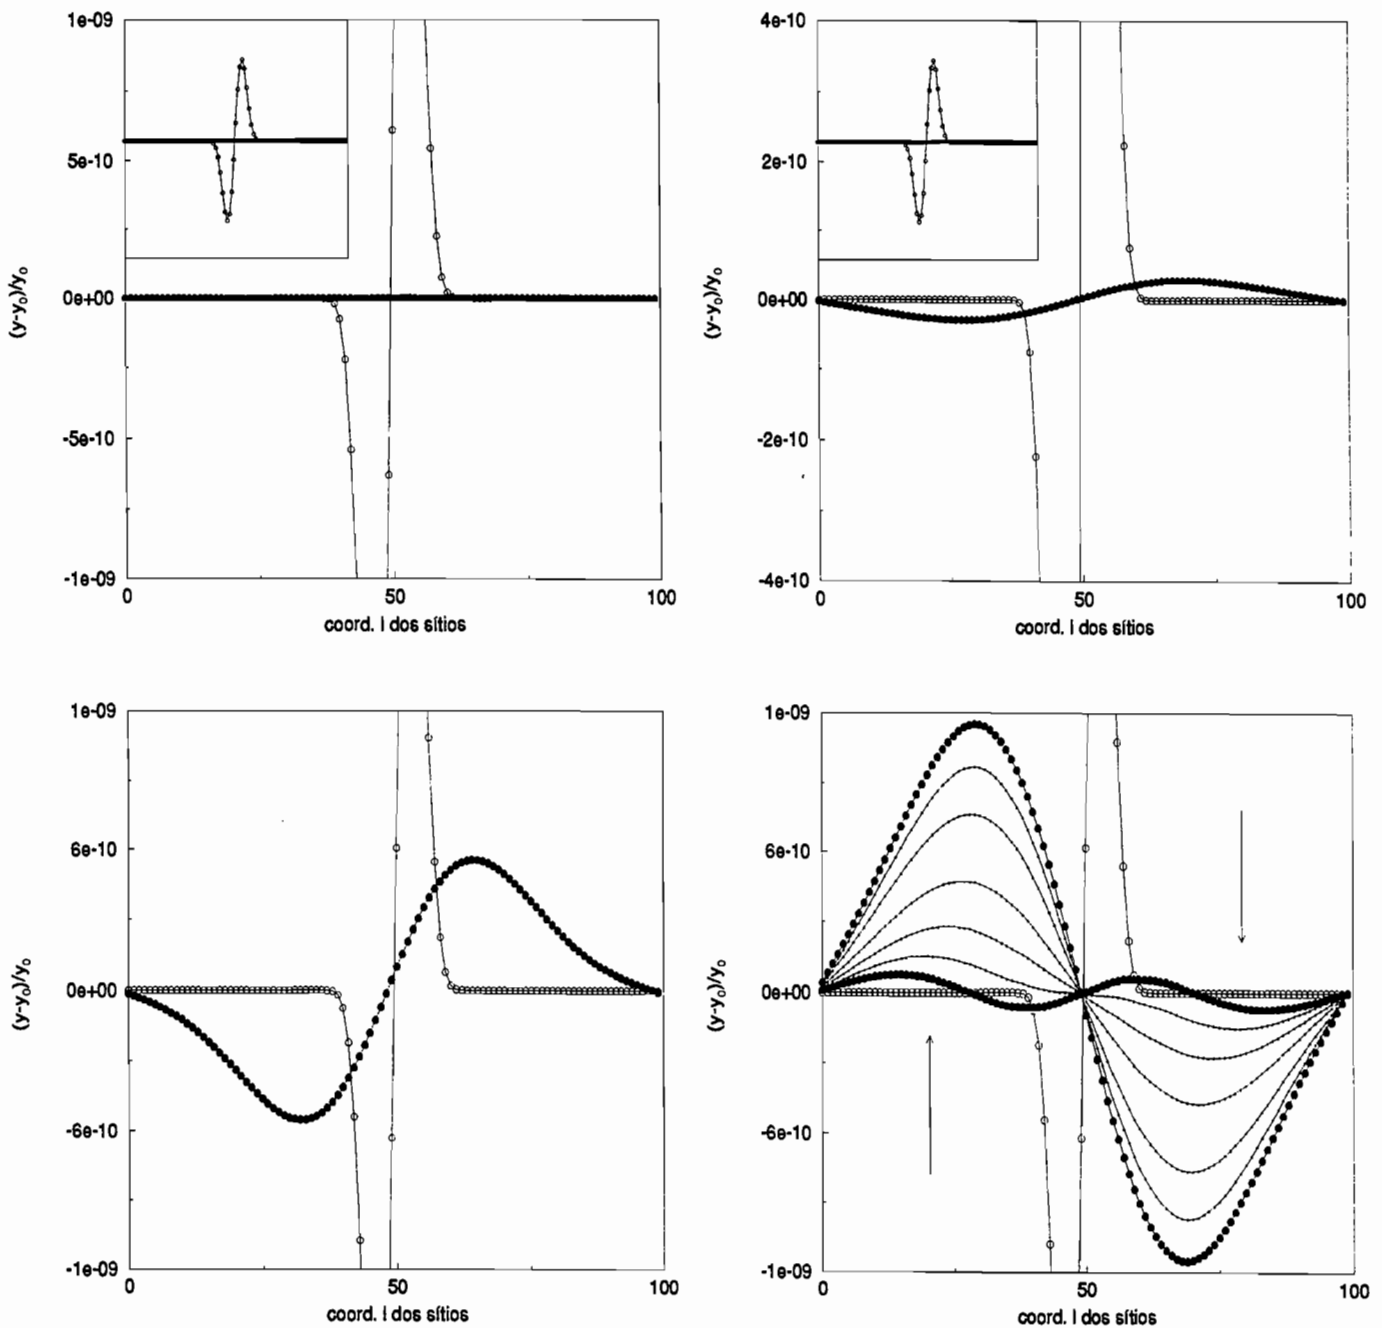 1e-09
5e-10
0e+00
-5e-10
-1e-09
0
50
100
(y-y₀)/y₀
coord. i dos sítios
4e-10
2e-10
0e+00
-2e-10
-4e-10
0
50
100
(y-y₀)/y₀
coord. i dos sítios
1e-09
6e-10
0e+00
-6e-10
-1e-09
0
50
100
(y-y₀)/y₀
coord. i dos sítios
1e-09
6e-10
0e+00
-6e-10
-1e-09
0
50
100
(y-y₀)/y₀
coord. i dos sítios